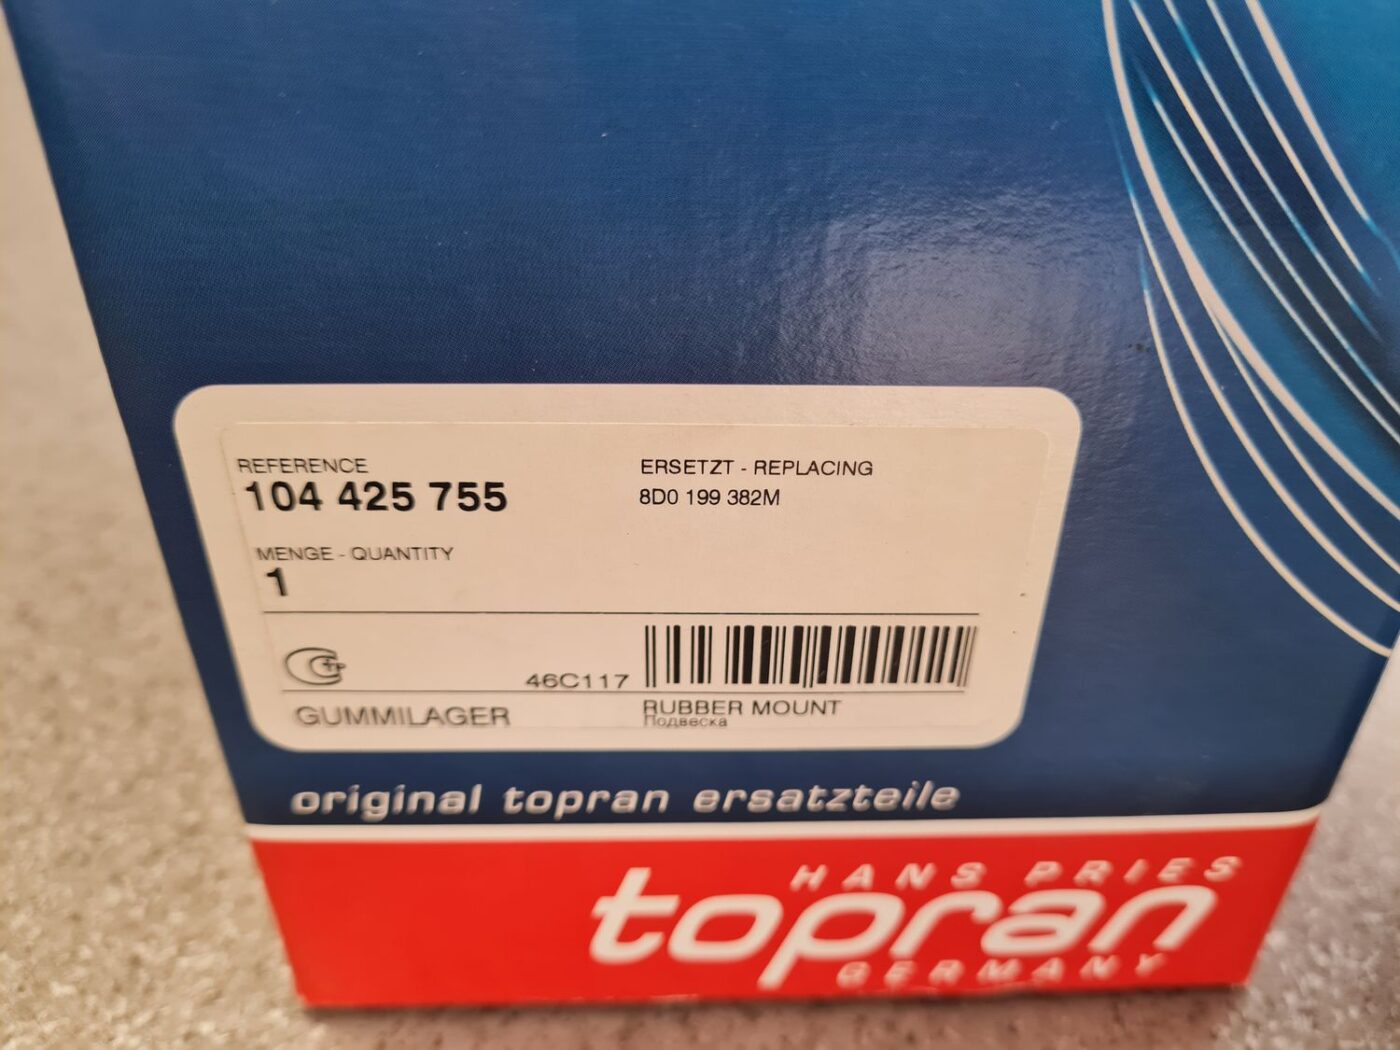 REFERENCE
104 425 755
ERSETZT - REPLACING
8D0 199 382M
MENGE - QUANTITY
1
46C117
GUMMILAGER
RUBBER MOUNT
Подвеска
original topran ersatzteile
HANS PRIES
topran
GERMANY